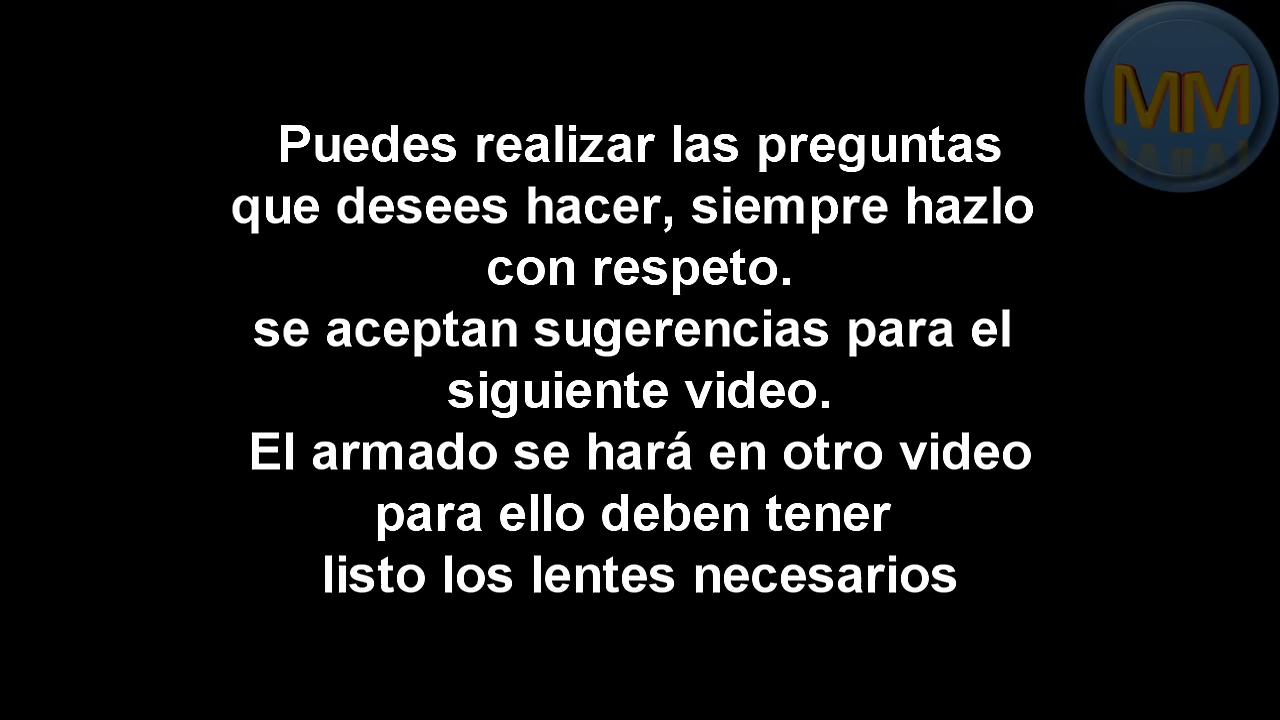 MM
Puedes realizar las preguntas
que desees hacer, siempre hazlo
con respeto.
se aceptan sugerencias para el
siguiente video.
El armado se hará en otro video
para ello deben tener
listo los lentes necesarios